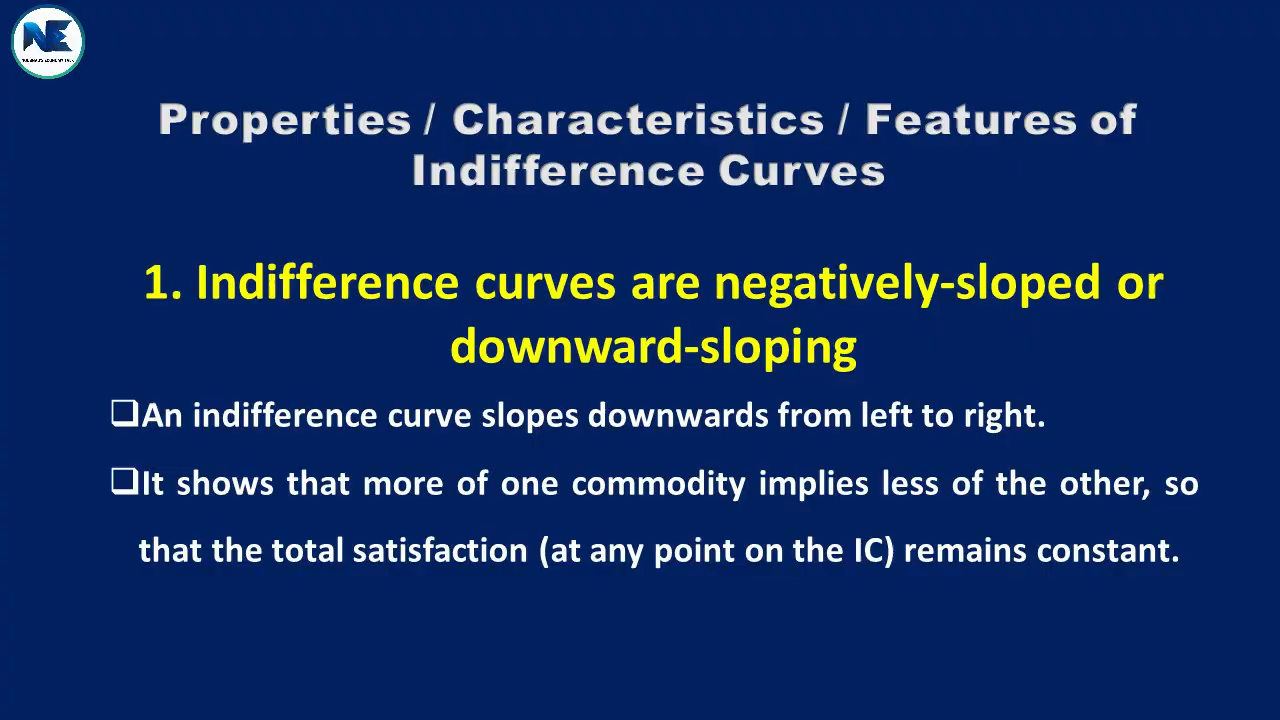 NE
Properties / Characteristics / Features of
Indifference Curves
1. Indifference curves are negatively-sloped or
downward-sloping
❑An indifference curve slopes downwards from left to right.
❑It shows that more of one commodity implies less of the other, so
that the total satisfaction (at any point on the IC) remains constant.